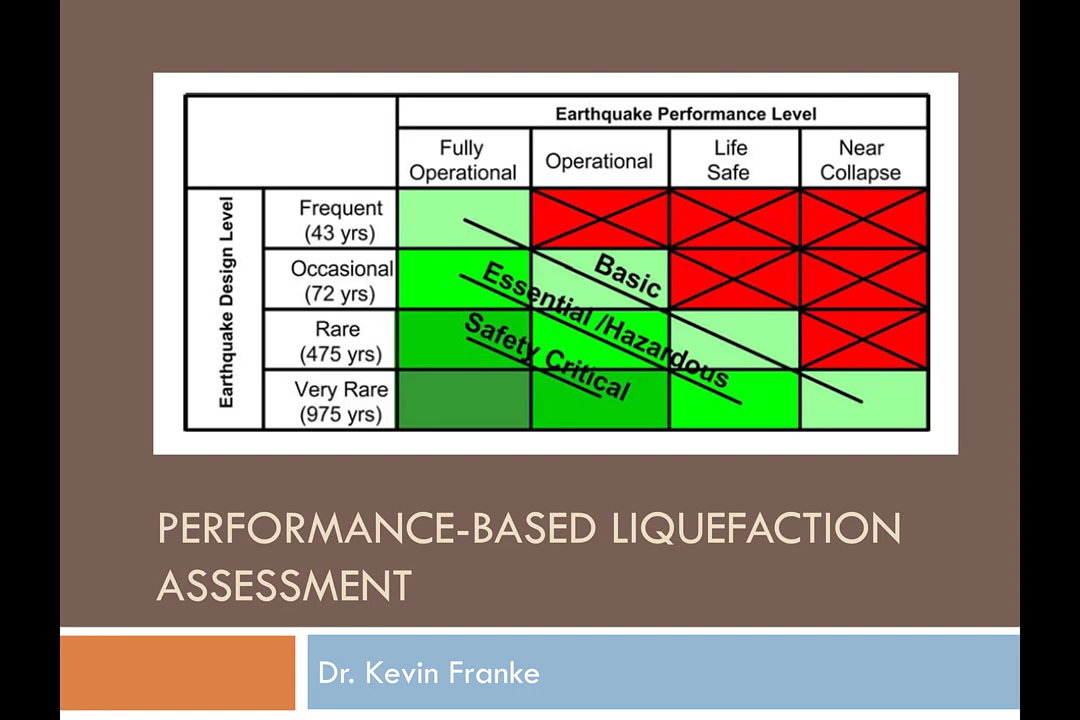 Earthquake Performance Level
Fully
Operational
Operational
Life
Safe
Near
Collapse
Earthquake Design Level
Frequent
(43 yrs)
Occasional
(72 yrs)
Rare
(475 yrs)
Very Rare
(975 yrs)
Basic
Essential /Hazardous
Safety Critical
PERFORMANCE-BASED LIQUEFACTION
ASSESSMENT
Dr. Kevin Franke